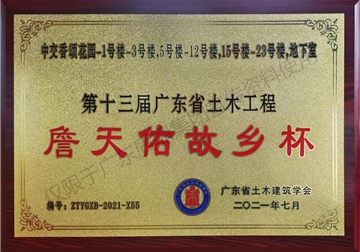 中交香颂花园-1号楼~3号楼,5号楼~12号楼,15号楼~23号楼,地下室
第十三届广东省土木工程
詹天佑故乡杯
编号：ZTYGXB-2021-X55
广东省土木建筑学会
二〇二一年七月